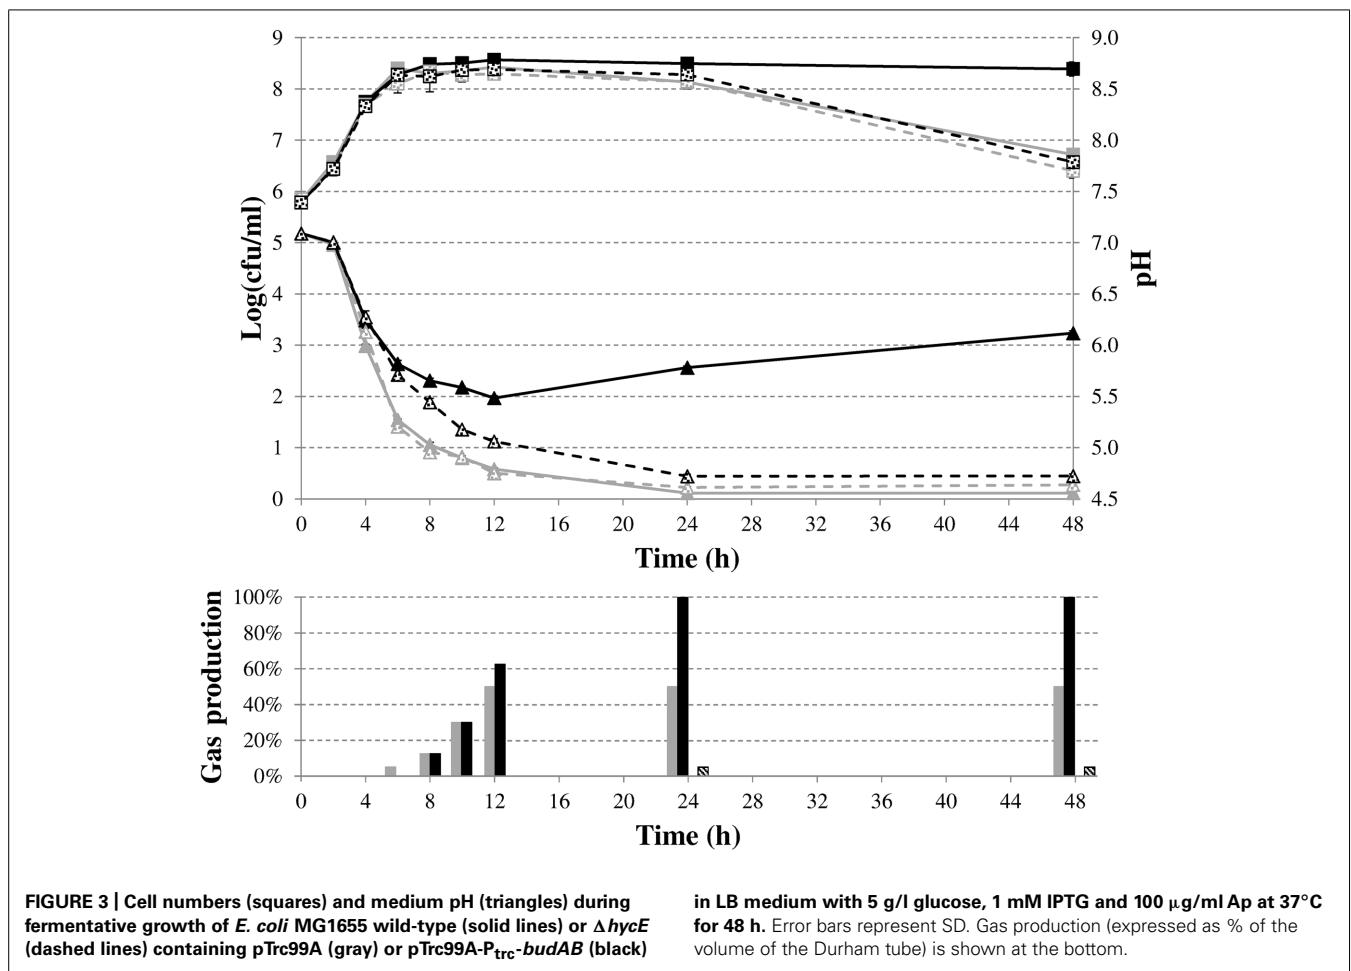 9
8
7
6
5
4
3
2
1
0
Log(cfu/ml)
9.0
8.5
8.0
7.5
7.0
6.5
6.0
5.5
5.0
4.5
pH
0 4 8 12 16 20 24 28 32 36 40 44 48
Time (h)
100%
80%
60%
40%
20%
0%
Gas production
0 4 8 12 16 20 24 28 32 36 40 44 48
Time (h)
FIGURE 3 | Cell numbers (squares) and medium pH (triangles) during
fermentative growth of E. coli MG1655 wild-type (solid lines) or ΔhycE
(dashed lines) containing pTrc99A (gray) or pTrc99A-Ptrc-budAB (black)
in LB medium with 5 g/l glucose, 1 mM IPTG and 100 μg/ml Ap at 37°C
for 48 h. Error bars represent SD. Gas production (expressed as % of the
volume of the Durham tube) is shown at the bottom.